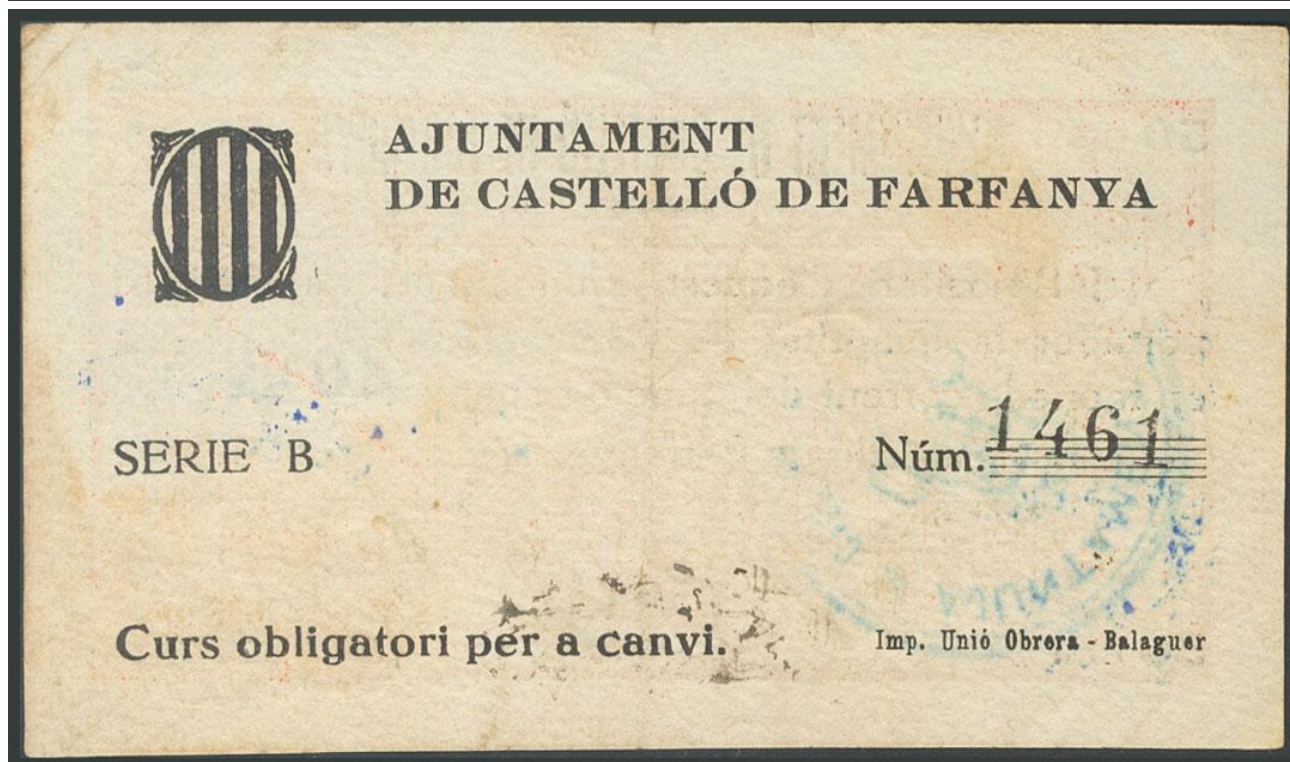 AJUNTAMENT
DE CASTELLÓ DE FARFANYA
SERIE B
Núm. 1461
Curs obligatori per a canvi.
Imp. Unió Obrera - Balaguer